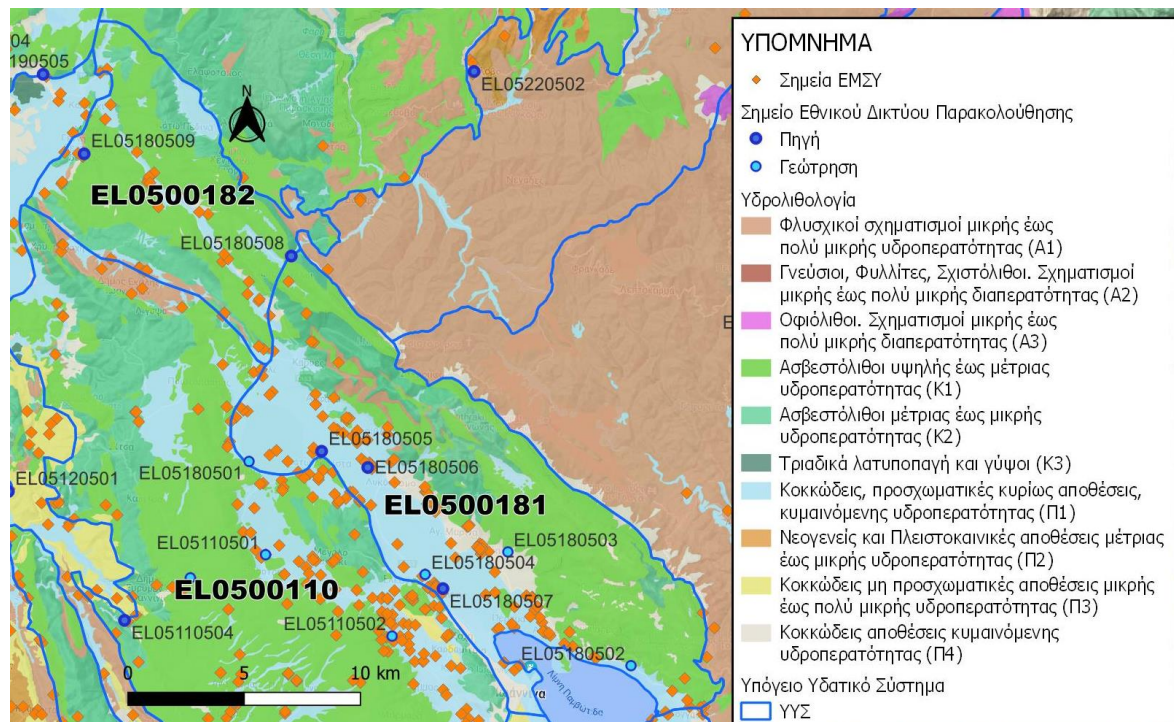 04
190505
N
EL05220502
EL05180509
EL0500182
EL05180508
EL05180505
EL05180501
EL05180506
EL05120501
EL0500181
EL05110501
EL05180503
EL05180504
EL0500110
EL05180507
EL05110504
EL05110502
EL05180502
Λίμνη Παμβώτιδα
0 5 10 km
ΥΠΟΜΝΗΜΑ
Σημεία ΕΜΣΥ
Σημείο Εθνικού Δικτύου Παρακολούθησης
Πηγή
Γεώτρηση
Υδρολιθολογία
Φλυσχικοί σχηματισμοί μικρής έως
πολύ μικρής υδροπερατότητας (Α1)
Γνεύσιοι, Φυλλίτες, Σχιστόλιθοι. Σχηματισμοί
μικρής έως πολύ μικρής διαπερατότητας (Α2)
Οφιόλιθοι. Σχηματισμοί μικρής έως
πολύ μικρής διαπερατότητας (Α3)
Ασβεστόλιθοι υψηλής έως μέτριας
υδροπερατότητας (Κ1)
Ασβεστόλιθοι μέτριας έως μικρής
υδροπερατότητας (Κ2)
Τριαδικά λατυποπαγή και γύψοι (Κ3)
Κοκκώδεις, προσχωματικές κυρίως αποθέσεις,
κυμαινόμενης υδροπερατότητας (Π1)
Νεογενείς και Πλειστοκαινικές αποθέσεις μέτριας
έως μικρής υδροπερατότητας (Π2)
Κοκκώδεις μη προσχωματικές αποθέσεις μικρής
έως πολύ μικρής υδροπερατότητας (Π3)
Κοκκώδεις αποθέσεις κυμαινόμενης
υδροπερατότητας (Π4)
Υπόγειο Υδατικό Σύστημα
ΥΥΣ